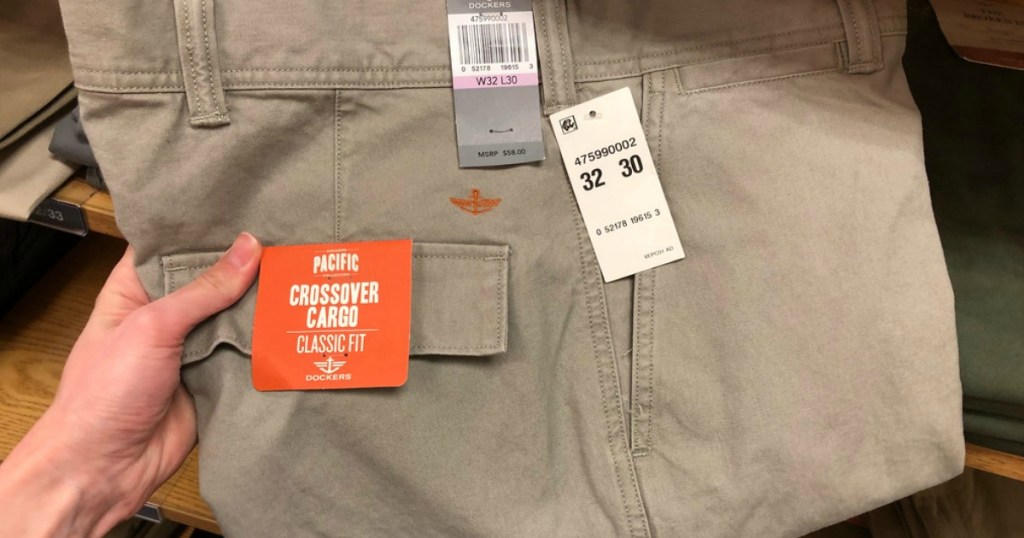 DOCKERS
475990002
0 52178 19615 3
W32 L30
MSRP $58.00
475990002
32 30
0 52178 19615 3
PACIFIC
CROSSOVER
CARGO
CLASSIC FIT
DOCKERS